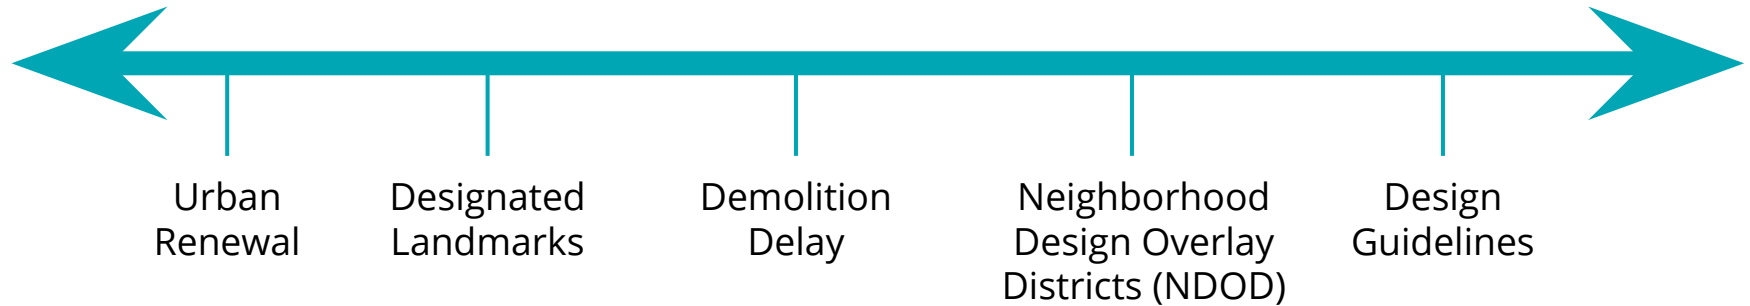 Urban
Renewal
Designated
Landmarks
Demolition
Delay
Neighborhood
Design Overlay
Districts (NDOD)
Design
Guidelines